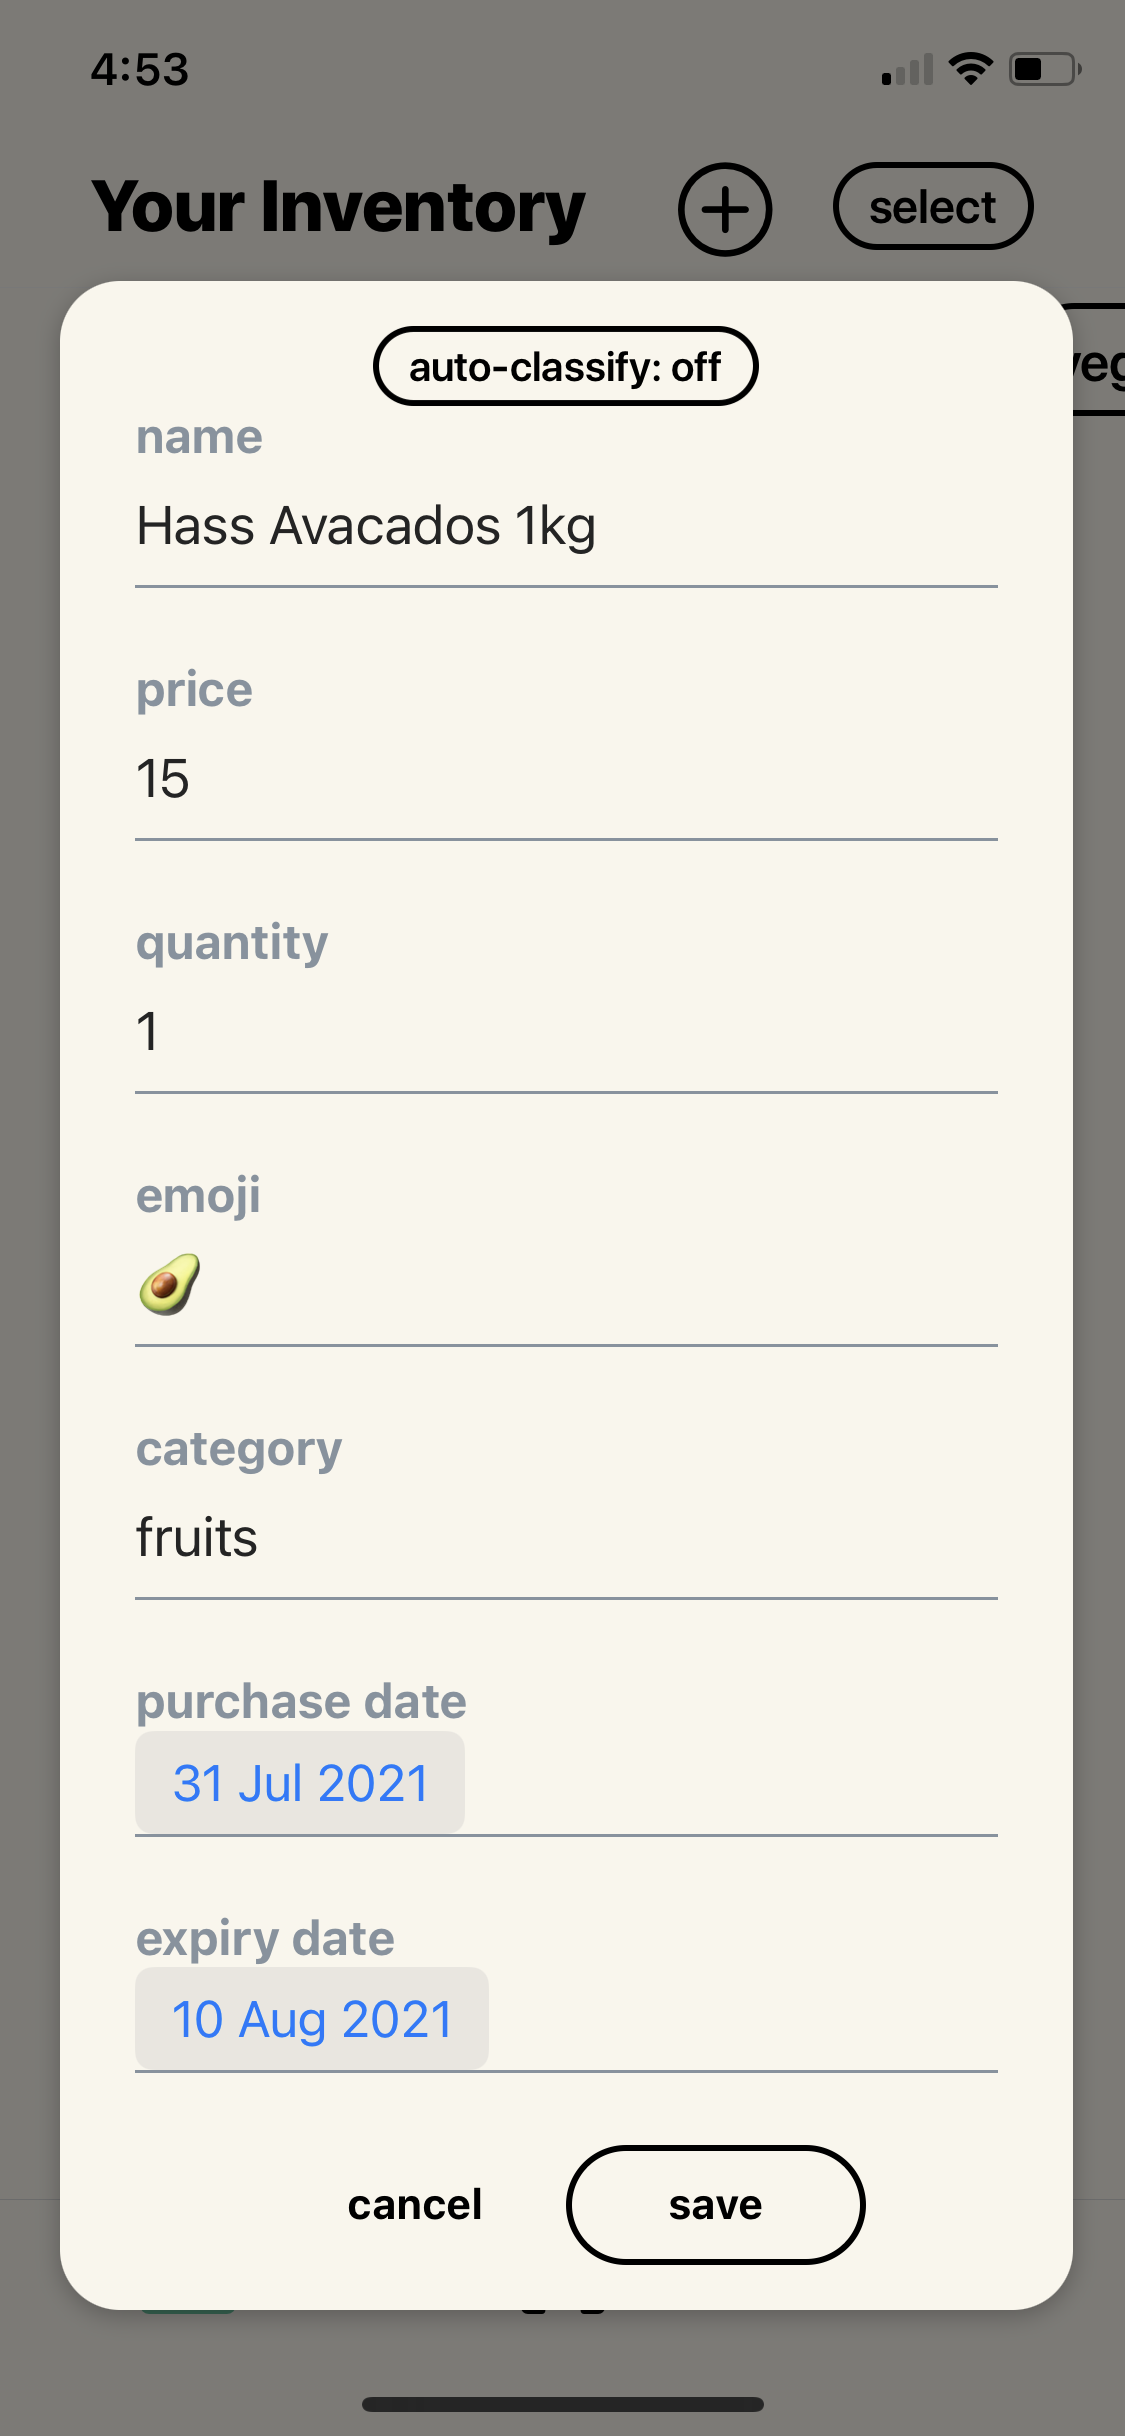 4:53
Your Inventory
select
auto-classify: off
name
Hass Avacados 1kg
price
15
quantity
1
emoji
🥑
category
fruits
purchase date
31 Jul 2021
expiry date
10 Aug 2021
cancel
save